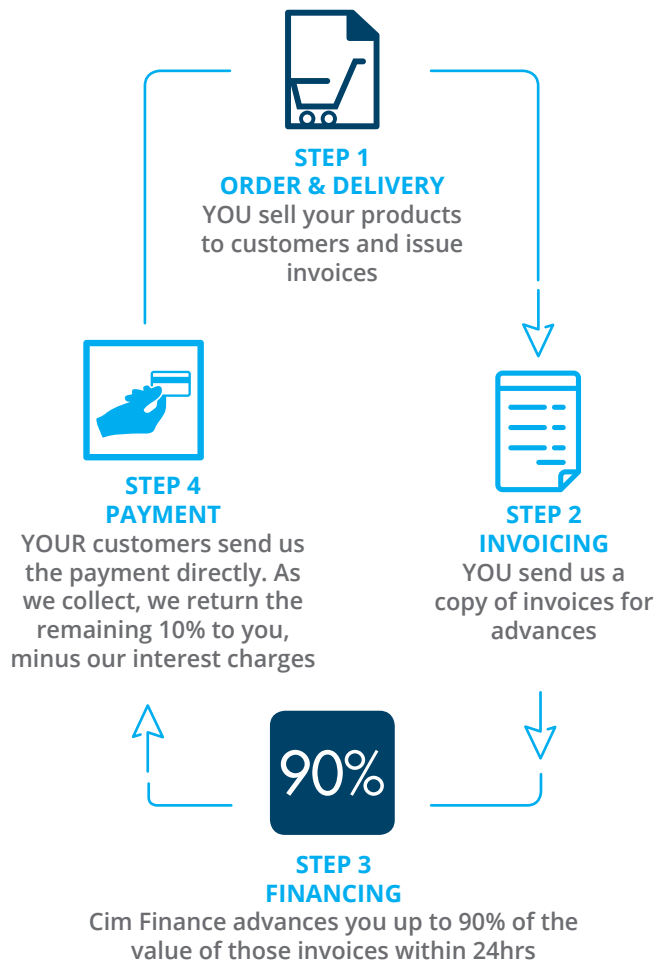 STEP 1
ORDER & DELIVERY
YOU sell your products
to customers and issue
invoices
STEP 2
INVOICING
YOU send us a
copy of invoices for
advances
90%
STEP 3
FINANCING
Cim Finance advances you up to 90% of the
value of those invoices within 24hrs
STEP 4
PAYMENT
YOUR customers send us
the payment directly. As
we collect, we return the
remaining 10% to you,
minus our interest charges